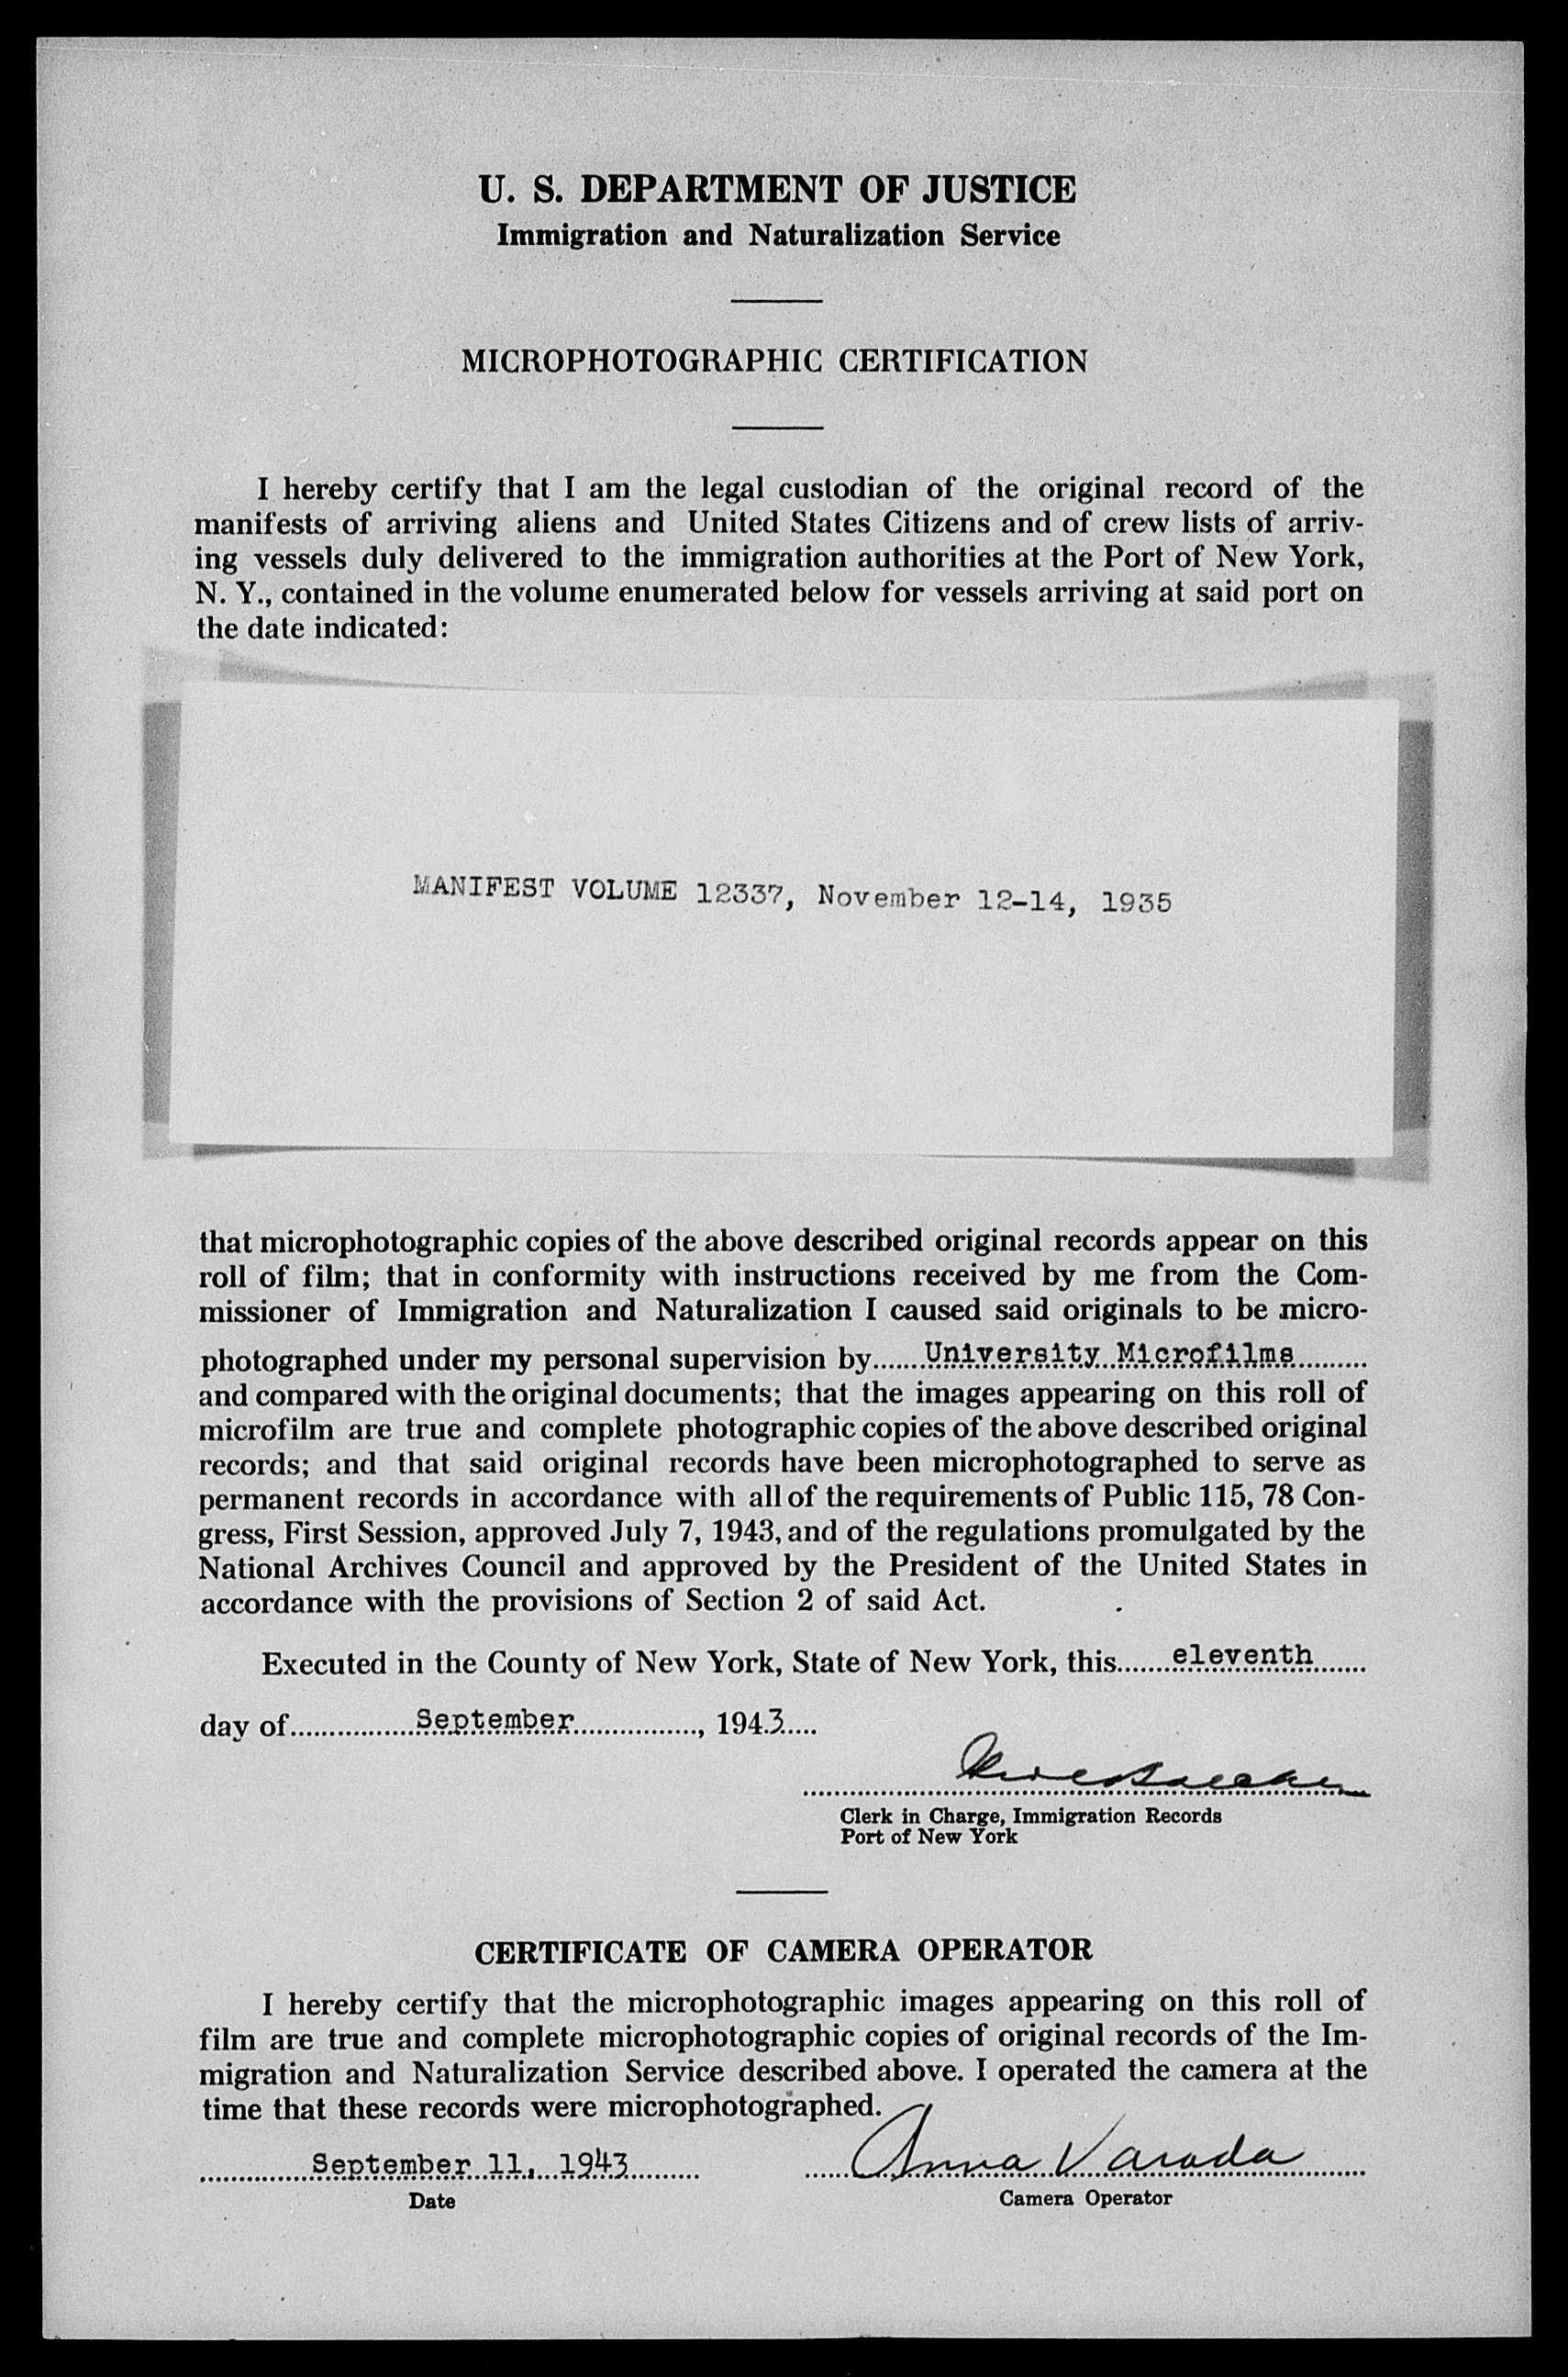 U. S. DEPARTMENT OF JUSTICE
Immigration and Naturalization Service
MICROPHOTOGRAPHIC CERTIFICATION
I hereby certify that I am the legal custodian of the original record of the
manifests of arriving aliens and United States Citizens and of crew lists of arriv-
ing vessels duly delivered to the immigration authorities at the Port of New York,
N. Y., contained in the volume enumerated below for vessels arriving at said port on
the date indicated:
MANIFEST VOLUME 12337, November 12-14, 1935
that microphotographic copies of the above described original records appear on this
roll of film; that in conformity with instructions received by me from the Com-
missioner of Immigration and Naturalization I caused said originals to be micro-
photographed under my personal supervision by University Microfilms
and compared with the original documents; that the images appearing on this roll of
microfilm are true and complete photographic copies of the above described original
records; and that said original records have been microphotographed to serve as
permanent records in accordance with all of the requirements of Public 115, 78 Con-
gress, First Session, approved July 7, 1943, and of the regulations promulgated by the
National Archives Council and approved by the President of the United States in
accordance with the provisions of Section 2 of said Act.
Executed in the County of New York, State of New York, this eleventh
day of September, 1943
Clerk in Charge, Immigration Records
Port of New York
CERTIFICATE OF CAMERA OPERATOR
I hereby certify that the microphotographic images appearing on this roll of
film are true and complete microphotographic copies of original records of the Im-
migration and Naturalization Service described above. I operated the camera at the
time that these records were microphotographed.
September 11, 1943 Anna Varada
Date Camera Operator